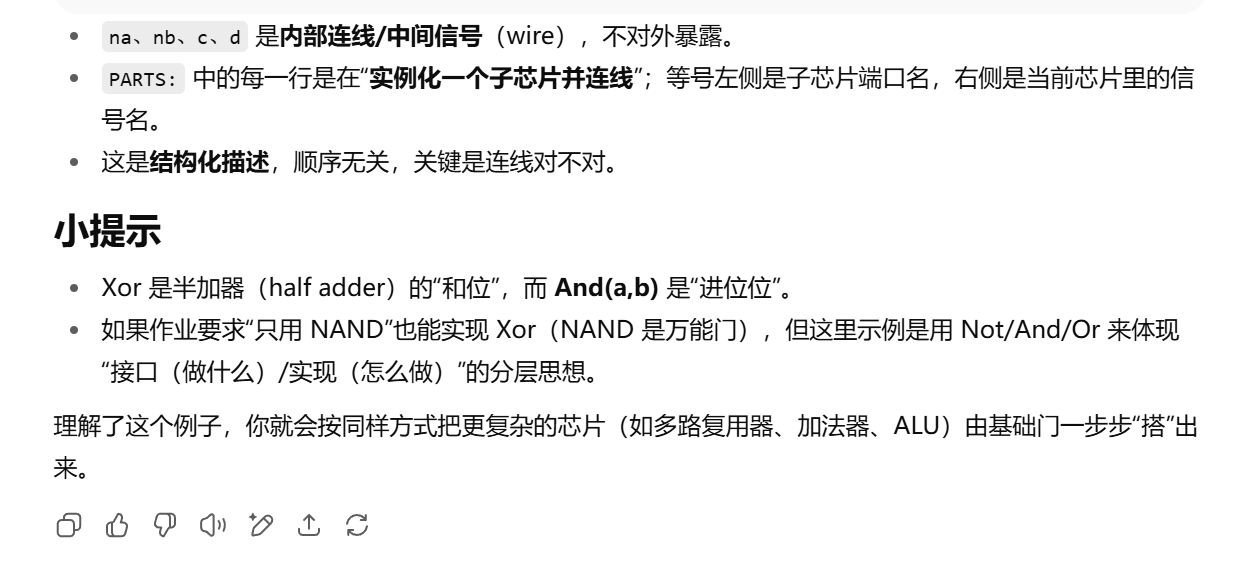 na、nb、c、d 是内部连线/中间信号（wire），不对外暴露。
PARTS: 中的每一行是在“实例化一个子芯片并连线”；等号左侧是子芯片端口名，右侧是当前芯片里的信
号名。
这是结构化描述，顺序无关，关键是连线对不对。
小提示
Xor 是半加器（half adder）的“和位”，而 And(a,b) 是“进位位”。
如果作业要求“只用 NAND”也能实现 Xor（NAND 是万能门），但这里示例是用 Not/And/Or 来体现
“接口（做什么）/实现（怎么做）”的分层思想。
理解了这个例子，你就会按同样方式把更复杂的芯片（如多路复用器、加法器、ALU）由基础门一步步“搭”出
来。